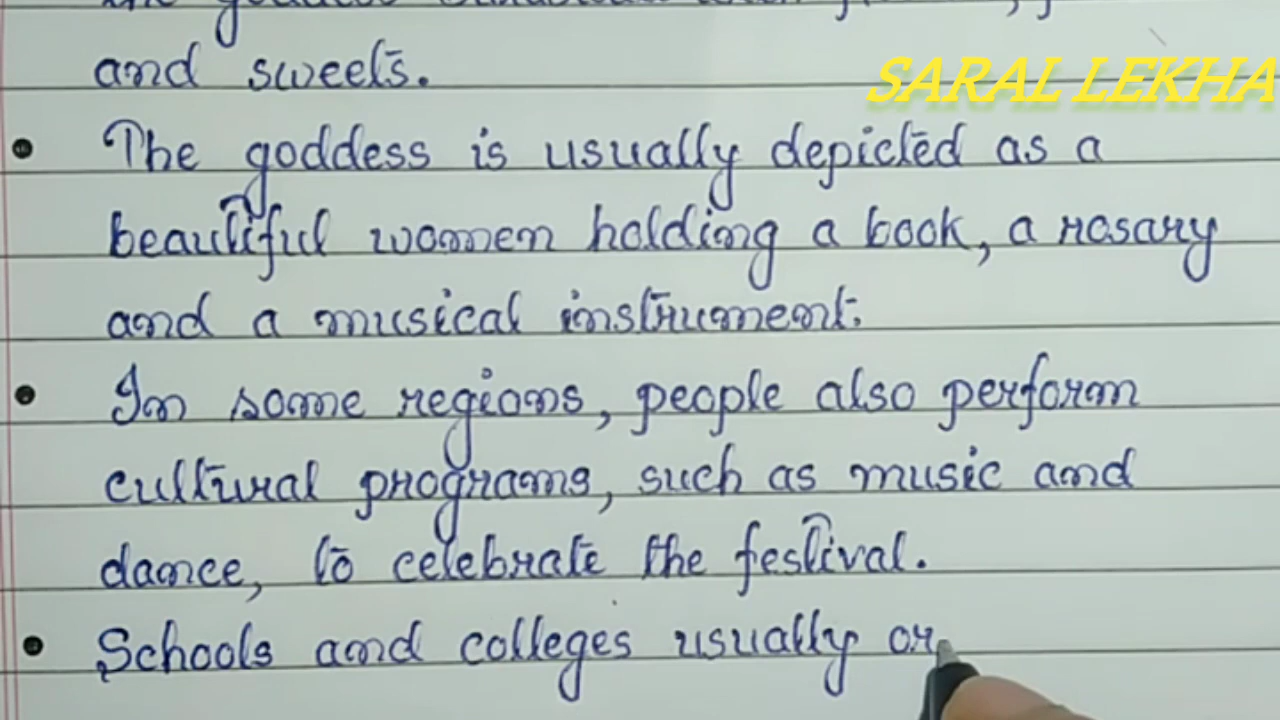 the goddess
and sweets.
SARAL LEKHA
• The goddess is usually depicted as a
beautiful women holding a book, a rosary
and a musical instrument.
• In some regions, people also perform
cultural programs, such as music and
dance, to celebrate the festival.
• Schools and colleges usually or